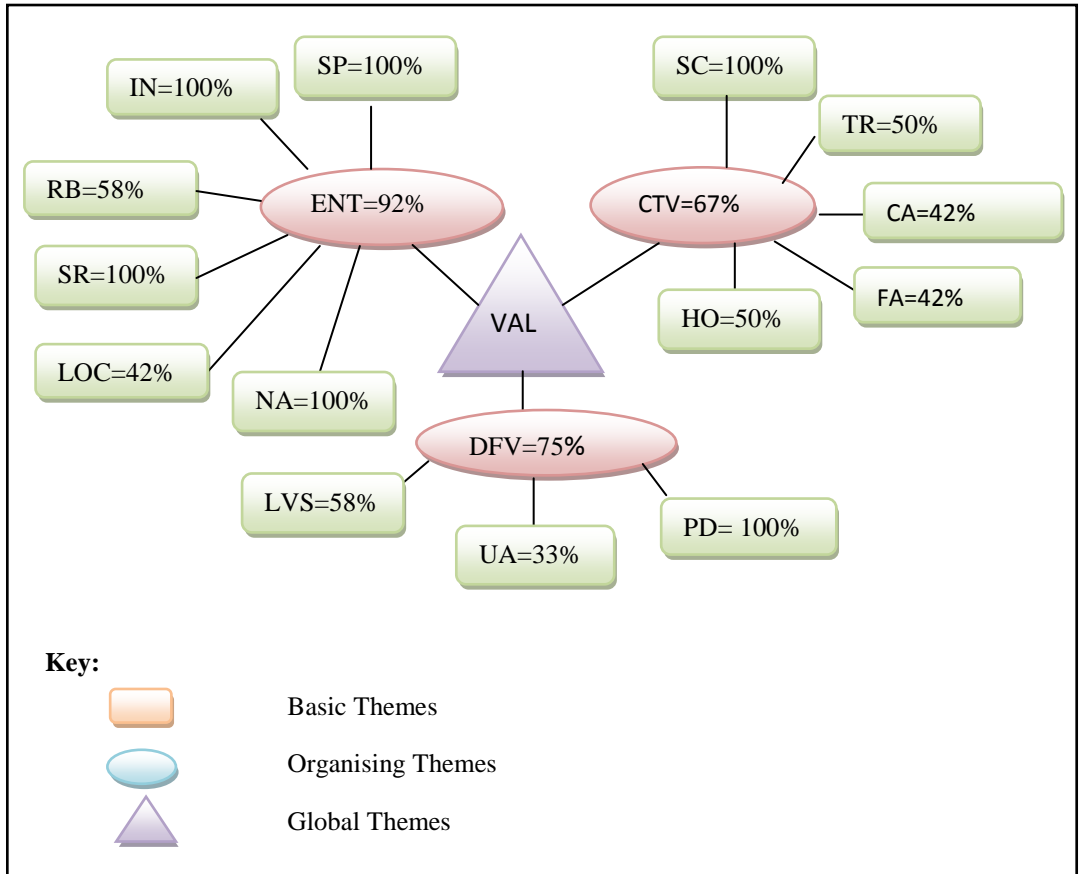 SP=100%
SC=100%
IN=100%
TR=50%
RB=58%
ENT=92%
CTV=67%
CA=42%
SR=100%
FA=42%
HO=50%
VAL
LOC=42%
NA=100%
DFV=75%
LVS=58%
PD= 100%
UA=33%
Key:
Basic Themes
Organising Themes
Global Themes